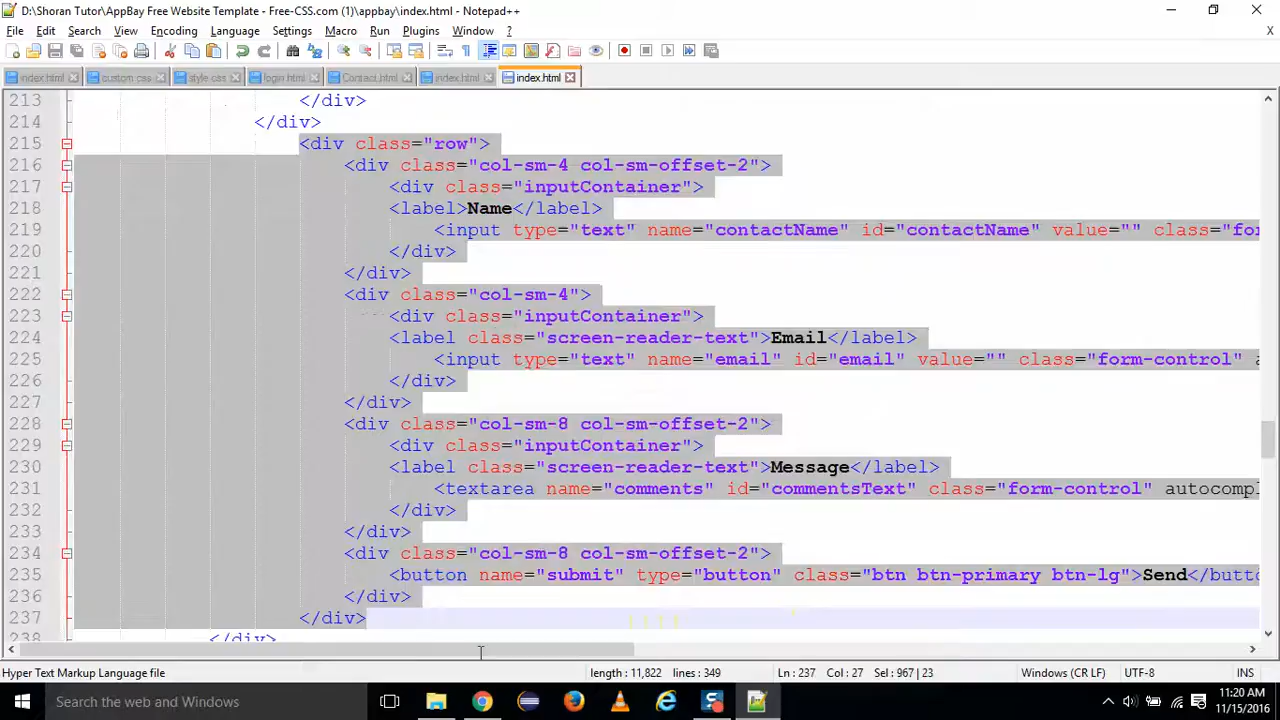 D:\Shoran Tutor\AppBay Free Website Template - Free-CSS.com (1)\appbay\index.html - Notepad++
File Edit Search View Encoding Language Settings Macro Run Plugins Window ? X
index.html custom.css style.css login.html Contact.html index.html index.html
213 </div>
214 </div>
215 <div class="row">
216 <div class="col-sm-4 col-sm-offset-2">
217 <div class="inputContainer">
218 <label>Name</label>
219 <input type="text" name="contactName" id="contactName" value="" class="for
220 </div>
221 </div>
222 <div class="col-sm-4">
223 <div class="inputContainer">
224 <label class="screen-reader-text">Email</label>
225 <input type="text" name="email" id="email" value="" class="form-control" a
226 </div>
227 </div>
228 <div class="col-sm-8 col-sm-offset-2">
229 <div class="inputContainer">
230 <label class="screen-reader-text">Message</label>
231 <textarea name="comments" id="commentsText" class="form-control" autocompl
232 </div>
233 </div>
234 <div class="col-sm-8 col-sm-offset-2">
235 <button name="submit" type="button" class="btn btn-primary btn-lg">Send</butto
236 </div>
237 </div>
238 </div>
Hyper Text Markup Language file length : 11,822 lines : 349 Ln : 237 Col : 27 Sel : 967 | 23 Windows (CR LF) UTF-8 INS
Search the web and Windows
11:20 AM
11/15/2016